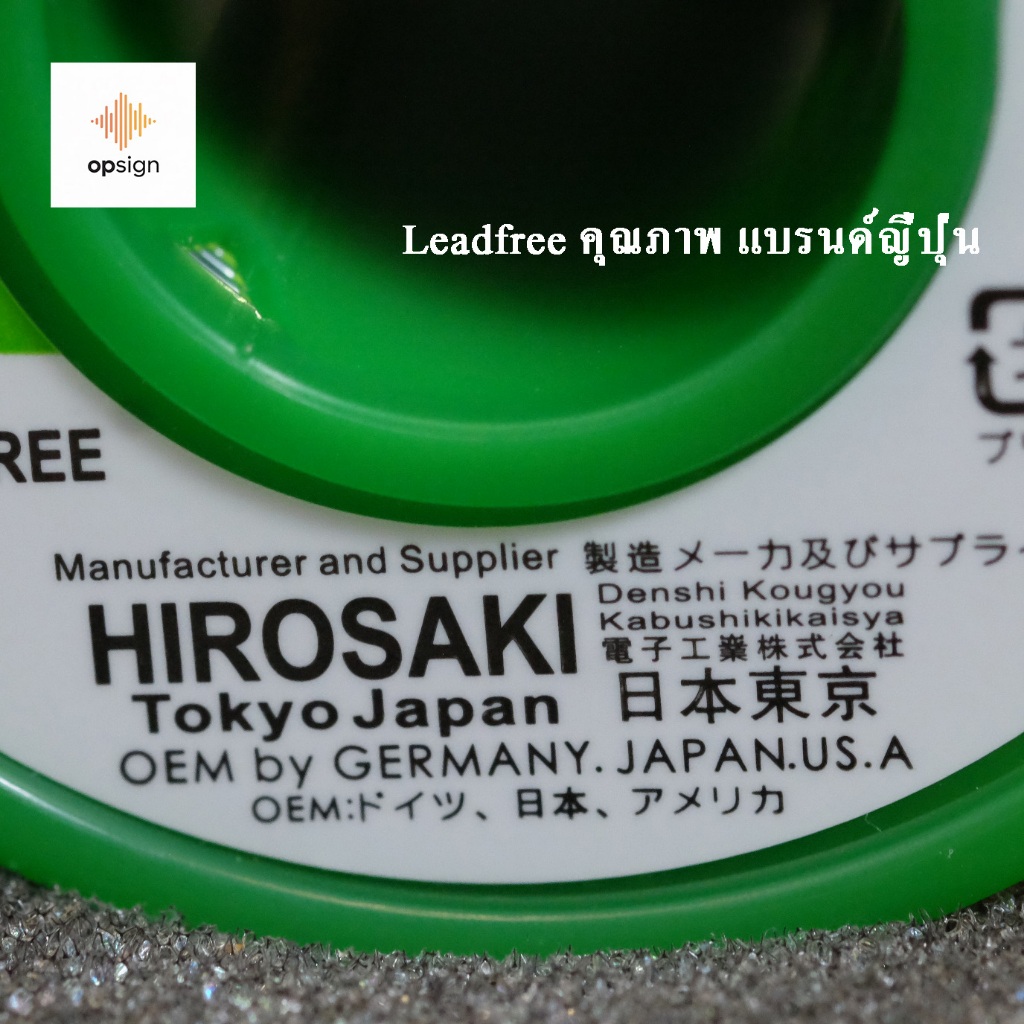 opsign
Leadfree คุณภาพ แบรนด์ญี่ปุ่น
REE
Manufacturer and Supplier 製造メーカ及びサプラ
HIROSAKI
Denshi Kougyou
Kabushikikaisya
電子工業株式会社
Tokyo Japan 日本東京
OEM by GERMANY. JAPAN.US.A
OEM:ドイツ、日本、アメリカ